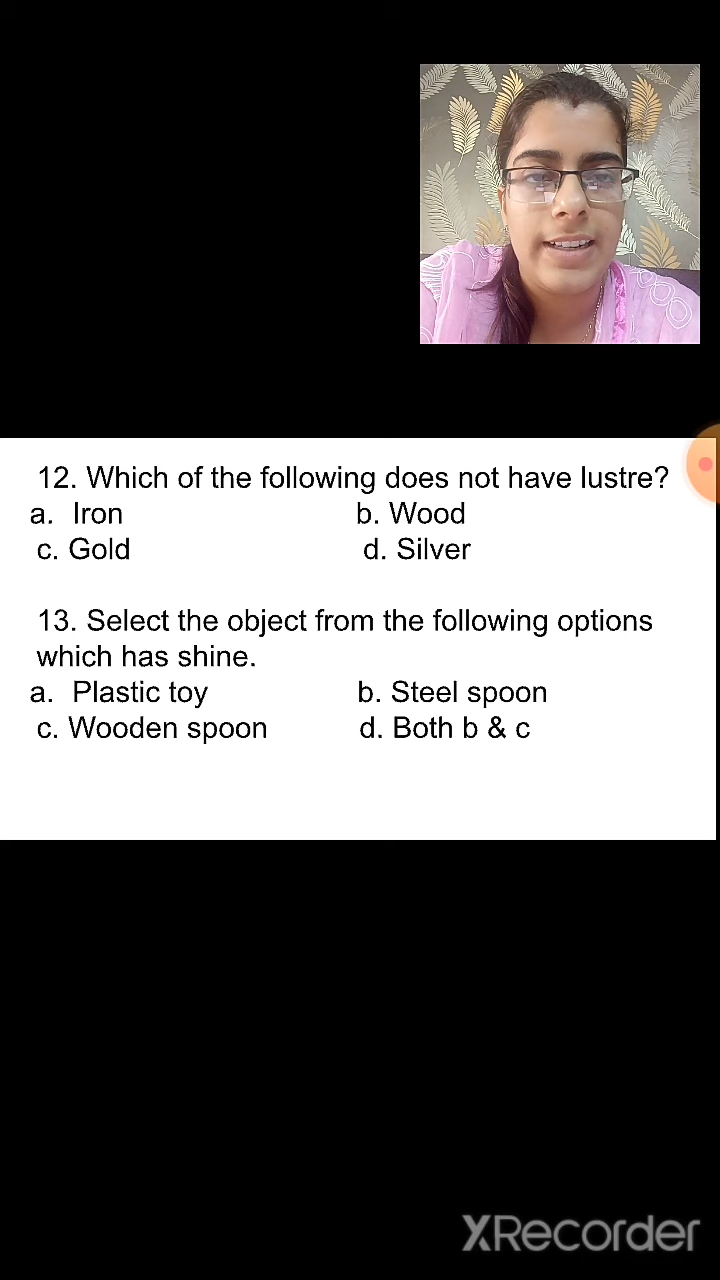 12. Which of the following does not have lustre?
a. Iron b. Wood
c. Gold d. Silver
13. Select the object from the following options
which has shine.
a. Plastic toy b. Steel spoon
c. Wooden spoon d. Both b & c
XRecorder